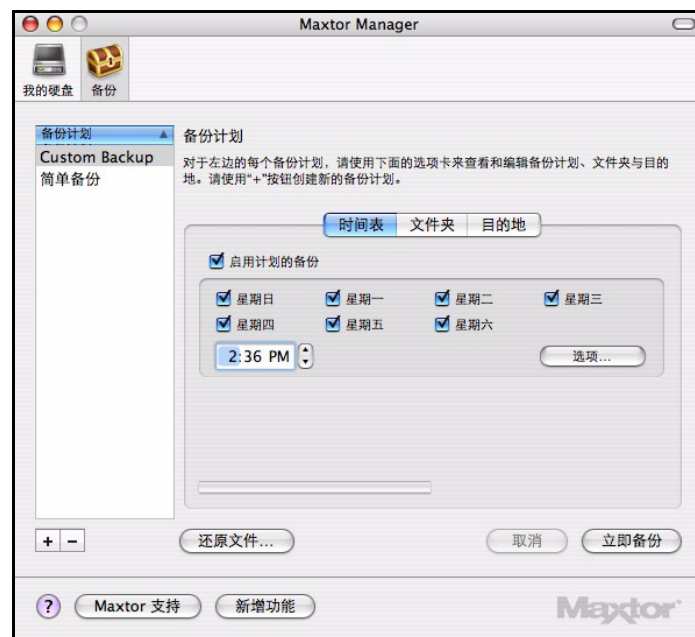 Maxtor Manager
我的硬盘 备份
备份计划
Custom Backup
简单备份
备份计划
对于左边的每个备份计划，请使用下面的选项卡来查看和编辑备份计划、文件夹与目的
地。请使用“+”按钮创建新的备份计划。
时间表 文件夹 目的地
启用计划的备份
星期日 星期一 星期二 星期三
星期四 星期五 星期六
2:36 PM 选项...
+ − 还原文件... 取消 立即备份
? Maxtor 支持 新增功能 Maxtor